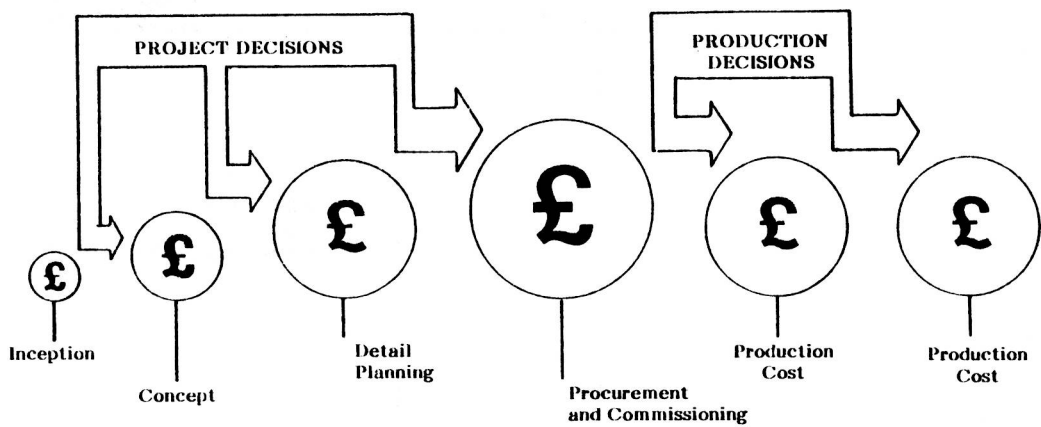 PROJECT DECISIONS
PRODUCTION
DECISIONS
£
£
£
£
£
£
Inception
Concept
Detail
Planning
Procurement
and Commissioning
Production
Cost
Production
Cost